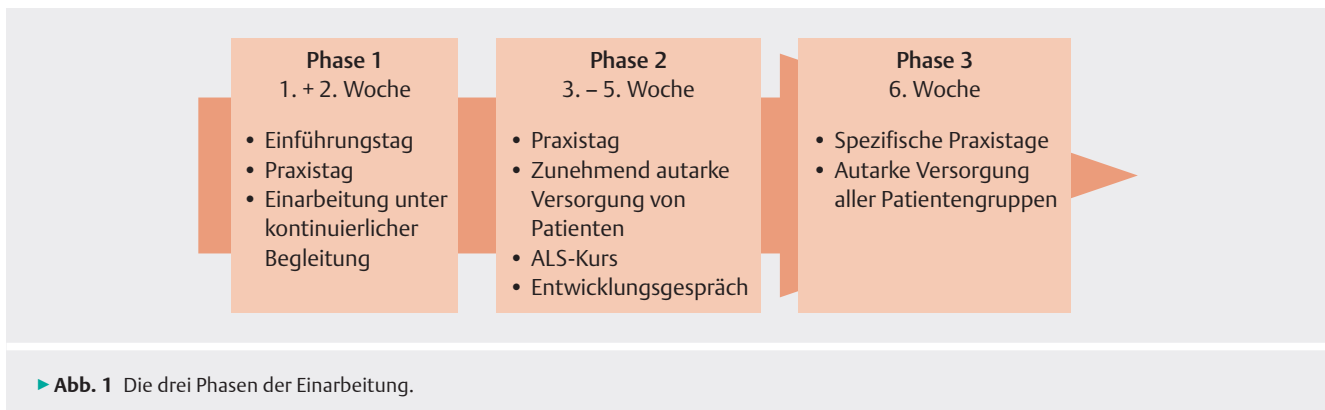 Phase 1
1. + 2. Woche
• Einführungstag
• Praxistag
• Einarbeitung unter
kontinuierlicher
Begleitung
Phase 2
3. – 5. Woche
• Praxistag
• Zunehmend autarke
Versorgung von
Patienten
• ALS-Kurs
• Entwicklungsgespräch
Phase 3
6. Woche
• Spezifische Praxistage
• Autarke Versorgung
aller Patientengruppen
▶ Abb. 1 Die drei Phasen der Einarbeitung.